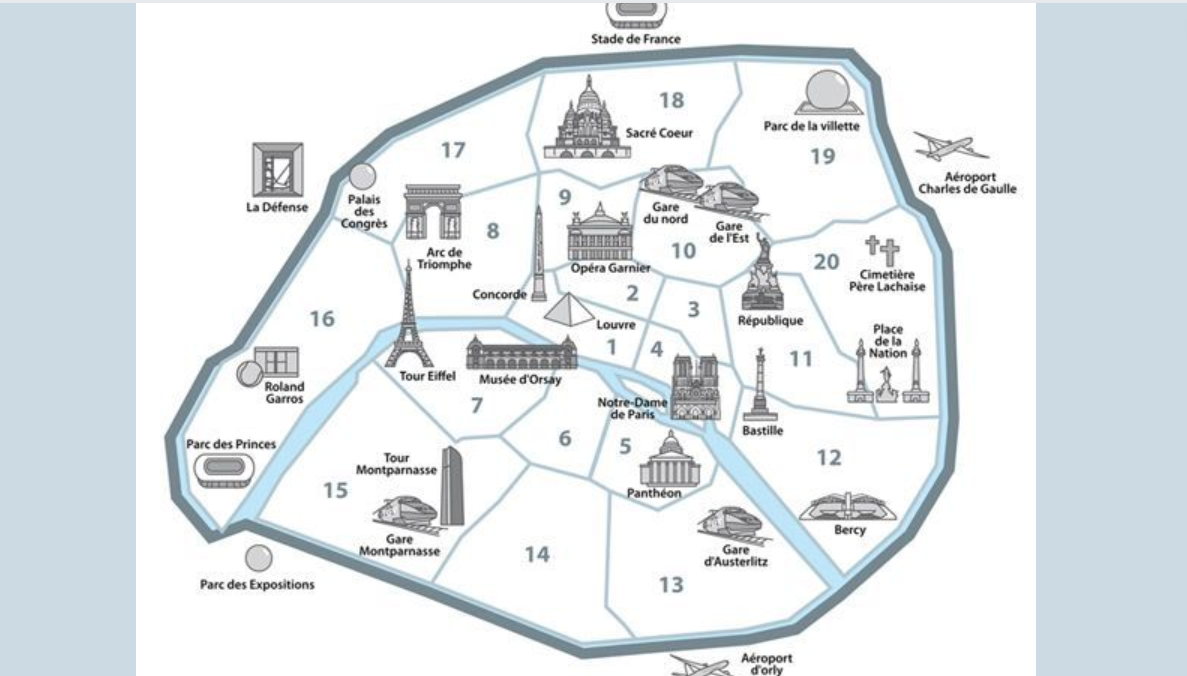 Stade de France
18
Parc de la villette
Sacré Coeur
17
19
Aéroport
Charles de Gaulle
La Défense
Palais
des
Congrès
9
Gare
du nord
Gare
de l'Est
8
Arc de
Triomphe
10
20
Cimetière
Père Lachaise
Opéra Garnier
Concorde
2
3
République
16
Louvre
1
4
11
Place
de la
Nation
Tour Eiffel
Musée d'Orsay
Roland
Garros
7
Notre-Dame
de Paris
Bastille
6
5
12
Parc des Princes
Tour
Montparnasse
15
Panthéon
Bercy
Gare
Montparnasse
14
Gare
d'Austerlitz
13
Parc des Expositions
Aéroport
d'orly